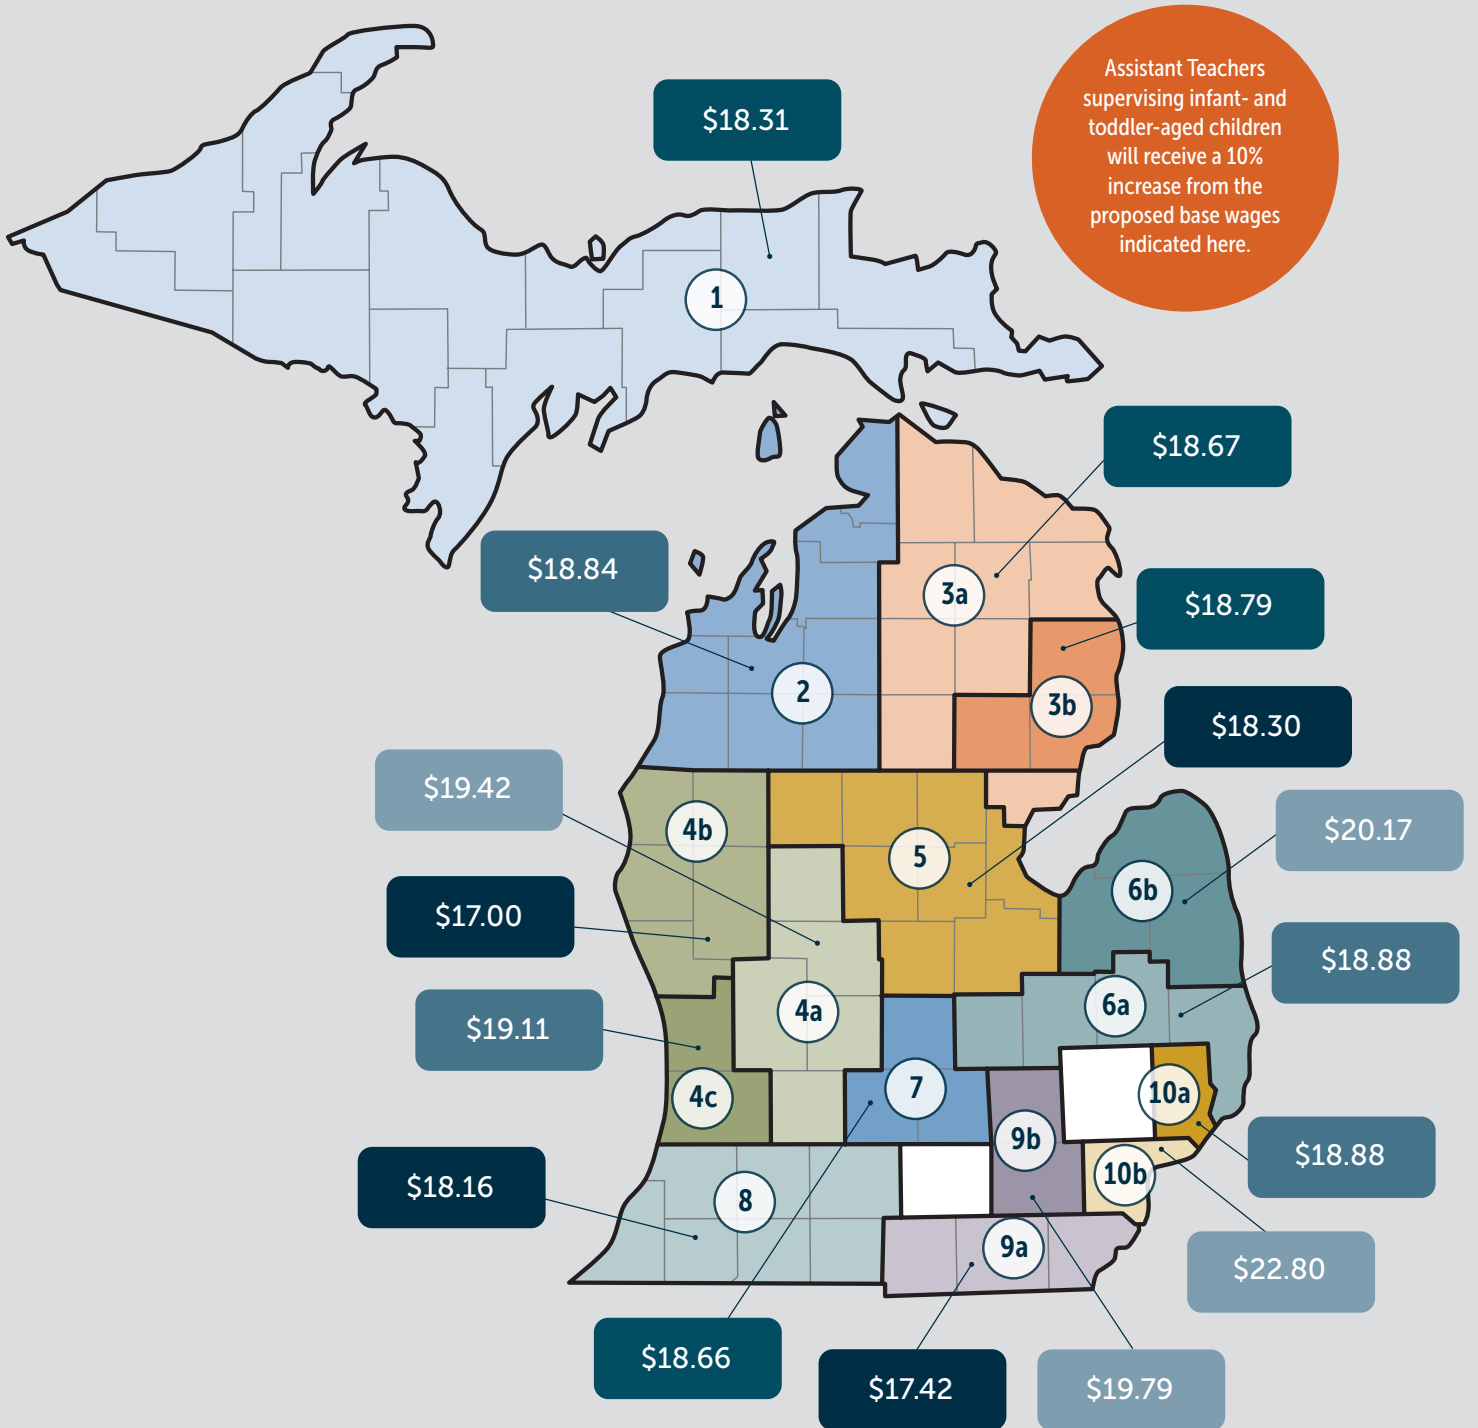 Assistant Teachers
supervising infant- and
toddler-aged children
will receive a 10%
increase from the
proposed base wages
indicated here.
$18.31
1
$18.67
$18.84
3a
$18.79
2
3b
$18.30
$19.42
4b
5
$20.17
6b
$17.00
$18.88
4a
6a
$19.11
7
10a
4c
9b
$18.88
10b
$18.16
8
9a
$22.80
$18.66
$17.42
$19.79